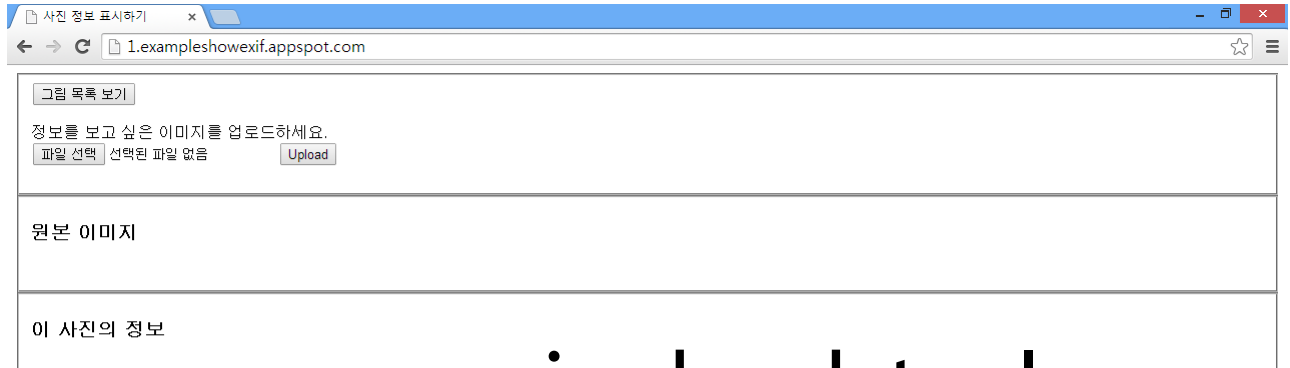 사진 정보 표시하기
1.exampleshowexif.appspot.com
그림 목록 보기
정보를 보고 싶은 이미지를 업로드하세요.
파일 선택 선택된 파일 없음 Upload
원본 이미지
이 사진의 정보